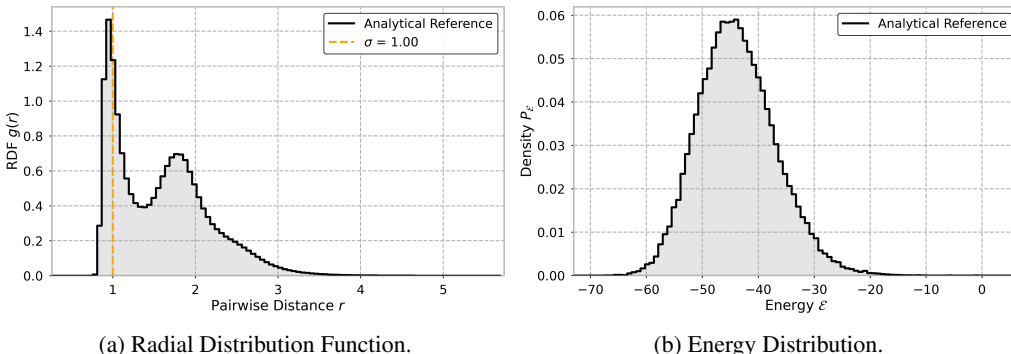 1.4
1.2
1.0
0.8
0.6
0.4
0.2
0.0
RDF g(r)
Analytical Reference
σ = 1.00
1 2 3 4 5
Pairwise Distance r
(a) Radial Distribution Function.
0.06
0.05
0.04
0.03
0.02
0.01
0.00
Density P_ℰ
Analytical Reference
−70 −60 −50 −40 −30 −20 −10 0
Energy ℰ
(b) Energy Distribution.